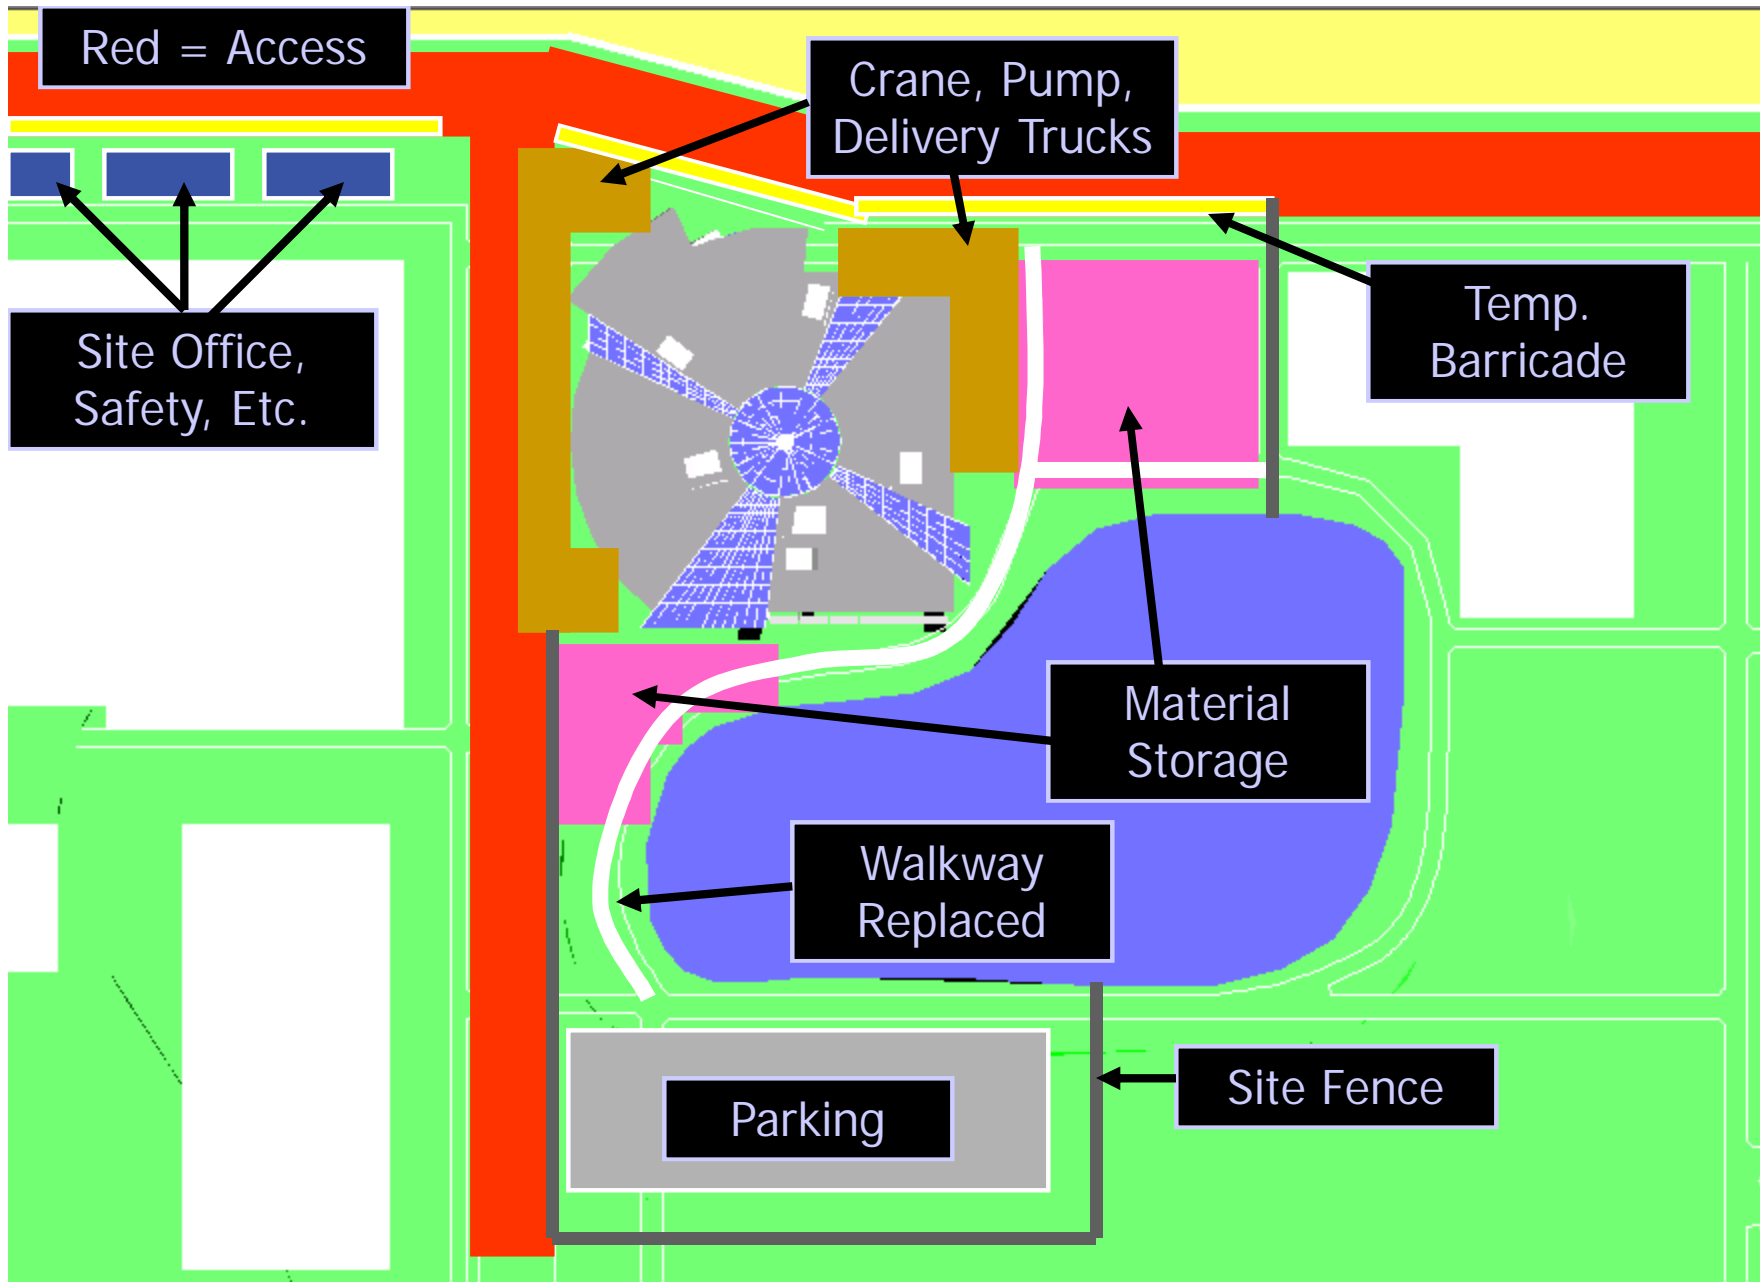 Red = Access
Crane, Pump,
Delivery Trucks
Temp.
Barricade
Site Office,
Safety, Etc.
Material
Storage
Walkway
Replaced
Site Fence
Parking